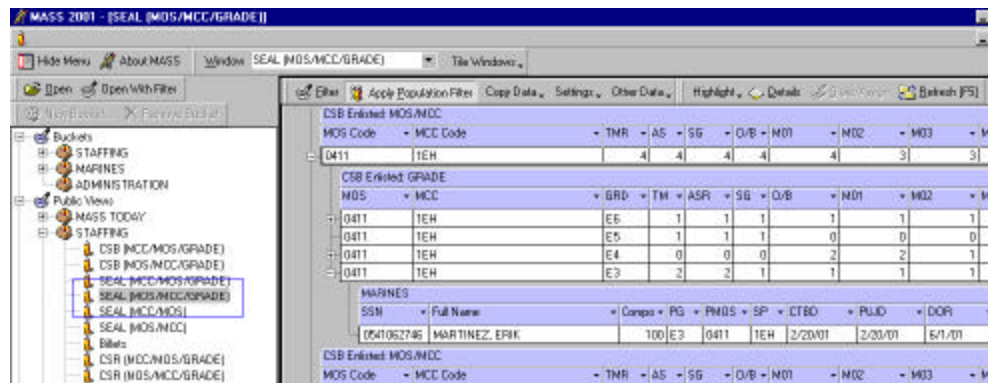 MASS 2001 - [SEAL (MOS/MCC/GRADE)]
Hide Menu About MASS Window SEAL (MOS/MCC/GRADE) Tile Windows
Open Open With Filter
Filter Apply Population Filter Copy Data Settings Other Data Highlight Details Refresh [F5]
Buckets
STAFFING
MARINES
ADMINISTRATION
Public Views
MASS TODAY
STAFFING
CSB (MCC/MOS/GRADE)
CSB (MOS/MCC/GRADE)
SEAL (MCC/MOS/GRADE)
SEAL (MOS/MCC/GRADE)
SEAL (MCC/MOS)
SEAL (MOS/MCC)
Billets
CSR (MCC/MOS/GRADE)
CSR (MOS/MCC/GRADE)
CSB Enlisted: MOS/MCC
MOS Code MCC Code TMR AS SG O/B M01 M02 M03
0411 1EH 4 4 4 4 4 3 3
CSB Enlisted: GRADE
MOS MCC GRD TM ASR SG O/B M01 M02 M
0411 1EH E6 1 1 1 1 1 1
0411 1EH E5 1 1 1 0 0 0
0411 1EH E4 0 0 0 2 2 1
0411 1EH E3 2 2 1 1 1 1
MARINES
SSN Full Name Compo PG PMOS SP CTBD PUJD DOR
0541062746 MARTINEZ, ERIK 100 E3 0411 1EH 2/20/01 2/20/01 6/1/01
CSB Enlisted: MOS/MCC
MOS Code MCC Code TMR AS SG O/B M01 M02 M03